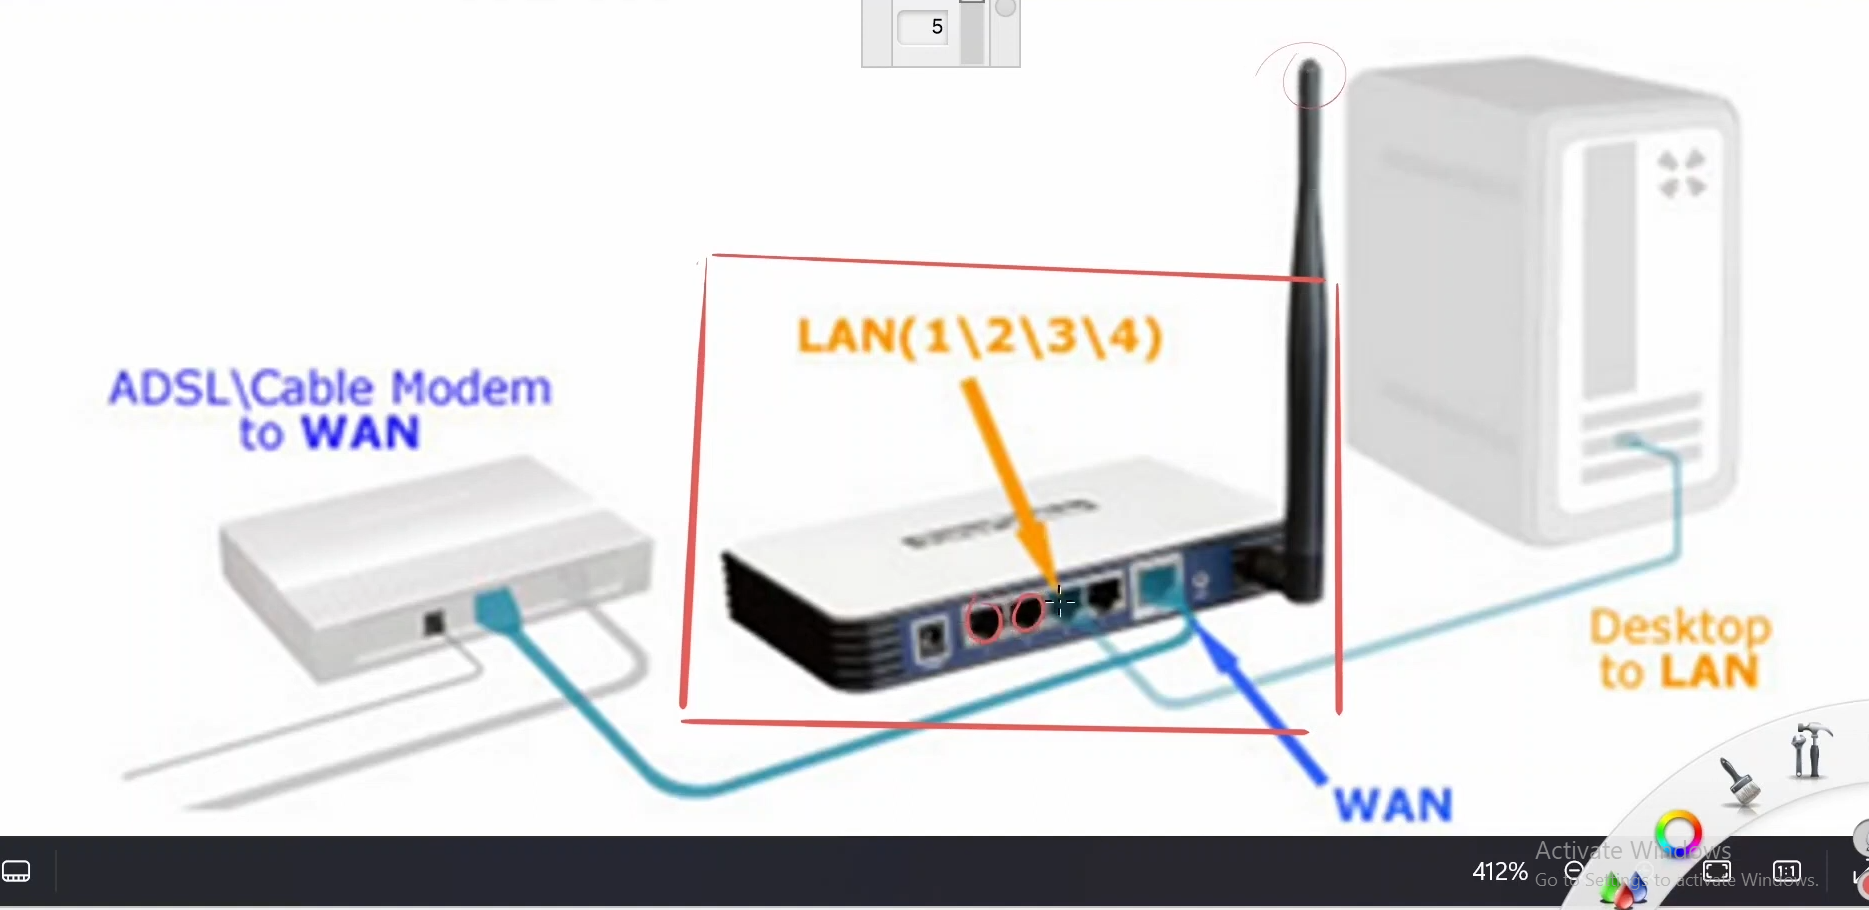 5
LAN(1\2\3\4)
ADSL\Cable Modem
to WAN
Desktop
to LAN
WAN
412%
1:1
Activate Windows
Go to Settings to activate Windows.